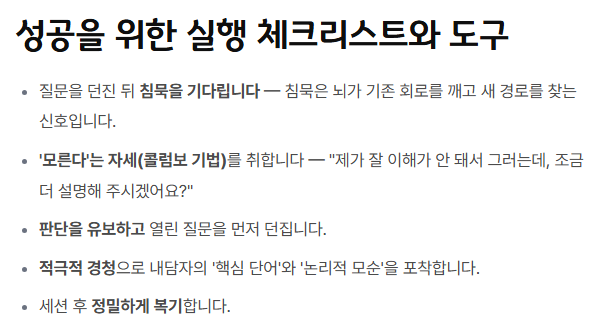 성공을 위한 실행 체크리스트와 도구
• 질문을 던진 뒤 침묵을 기다립니다 — 침묵은 뇌가 기존 회로를 깨고 새 경로를 찾는
신호입니다.
• '모른다'는 자세(콜럼보 기법)를 취합니다 — "제가 잘 이해가 안 돼서 그러는데, 조금
더 설명해 주시겠어요?"
• 판단을 유보하고 열린 질문을 먼저 던집니다.
• 적극적 경청으로 내담자의 '핵심 단어'와 '논리적 모순'을 포착합니다.
• 세션 후 정밀하게 복기합니다.